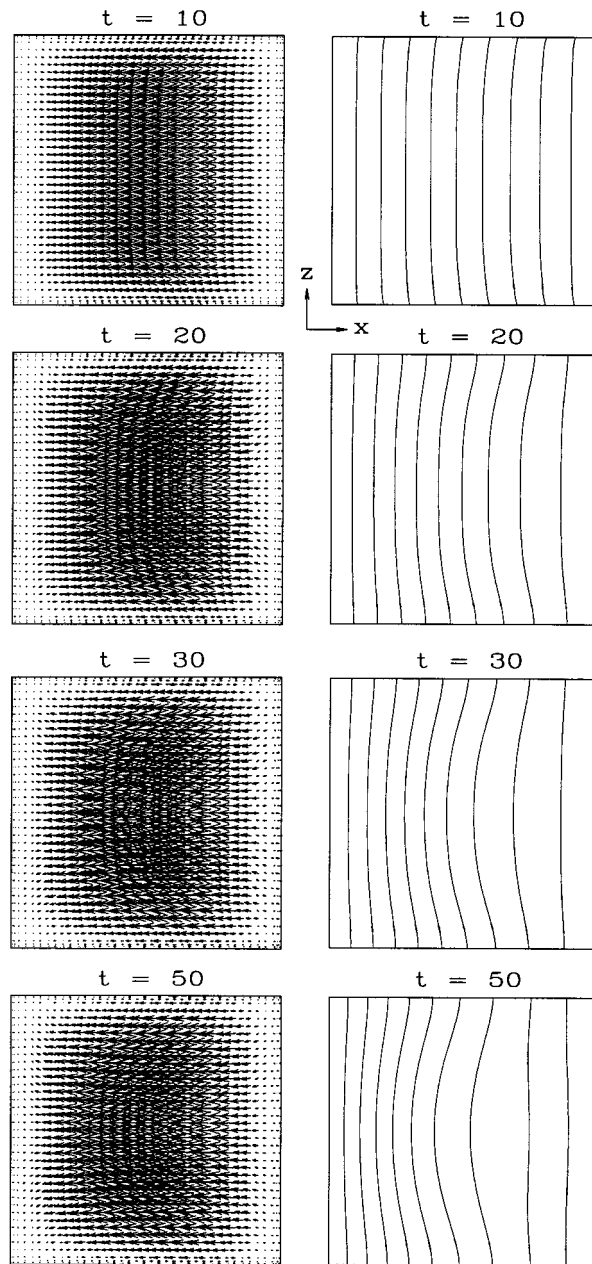 t = 10
t = 10
z
x
t = 20
t = 20
t = 30
t = 30
t = 50
t = 50